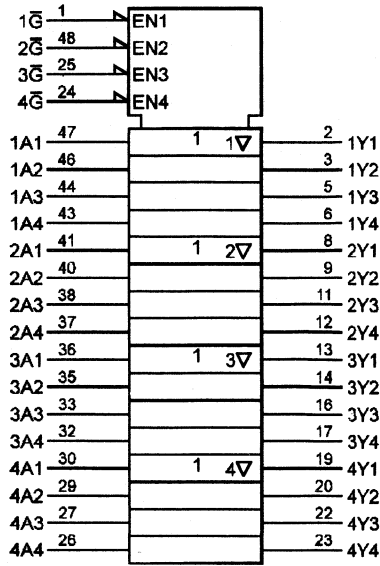 1G̅ 1 EN1
2G̅ 48 EN2
3G̅ 25 EN3
4G̅ 24 EN4
1A1 47 1 1▽ 2 1Y1
1A2 46 3 1Y2
1A3 44 5 1Y3
1A4 43 6 1Y4
2A1 41 1 2▽ 8 2Y1
2A2 40 9 2Y2
2A3 38 11 2Y3
2A4 37 12 2Y4
3A1 36 1 3▽ 13 3Y1
3A2 35 14 3Y2
3A3 33 16 3Y3
3A4 32 17 3Y4
4A1 30 1 4▽ 19 4Y1
4A2 29 20 4Y2
4A3 27 22 4Y3
4A4 26 23 4Y4